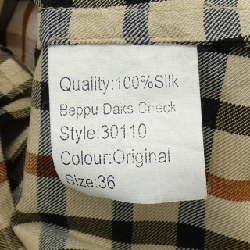 Quality:100%Silk
Beppu Daks Check
Style:30110
Colour:Original
Size:36